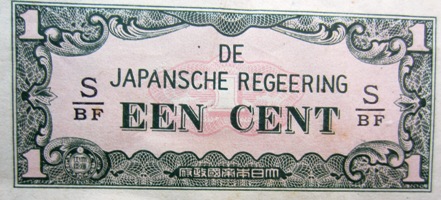 1 1
DE
JAPANSCHE REGEERING
S/BF S/BF
EEN CENT
1 1
府政國帝本日大